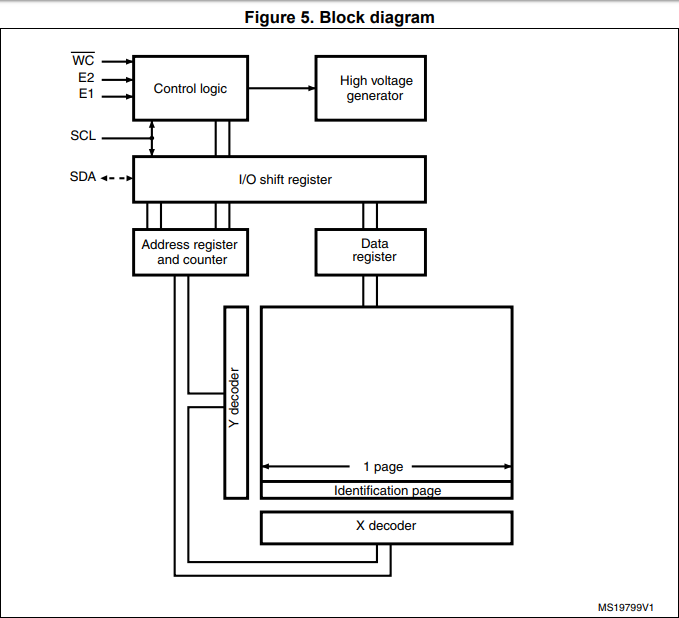 Figure 5. Block diagram
WC
E2
E1
SCL
SDA
Control logic
High voltage
generator
I/O shift register
Address register
and counter
Data
register
Y decoder
1 page
Identification page
X decoder
MS19799V1